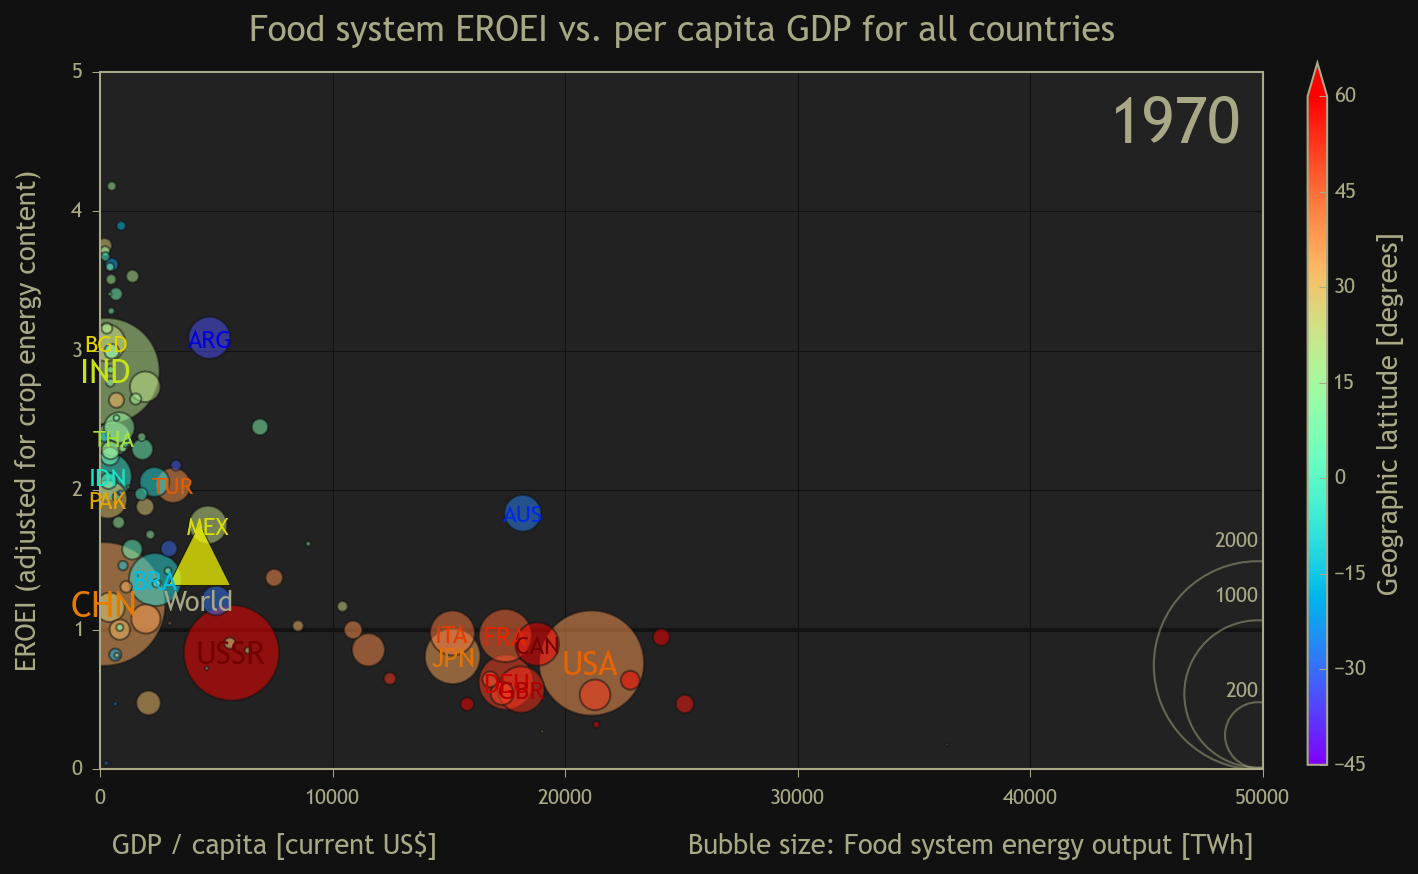 Food system EROEI vs. per capita GDP for all countries
1970
EROEI (adjusted for crop energy content)
5
4
3
2
1
0
ARG
BGD
IND
THA
IDN
PAK
TUR
MEX
AUS
BRA
CHN
World
USSR
ITA
FRA
CAN
JPN
USA
DEU
GBR
2000
1000
200
0
10000
20000
30000
40000
50000
GDP / capita [current US$]
Bubble size: Food system energy output [TWh]
60
45
30
15
0
−15
−30
−45
Geographic latitude [degrees]